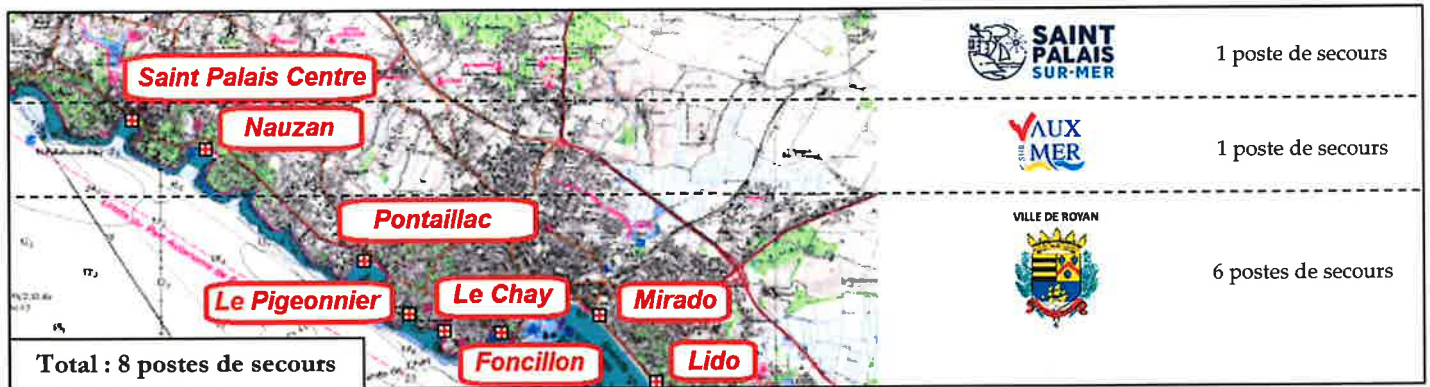 Saint Palais Centre
Nauzan
Pontaillac
Le Pigeonnier
Le Chay
Mirado
Foncillon
Lido
Total : 8 postes de secours
SAINT
PALAIS
SUR-MER
1 poste de secours
VAUX
SUR
MER
1 poste de secours
VILLE DE ROYAN
6 postes de secours